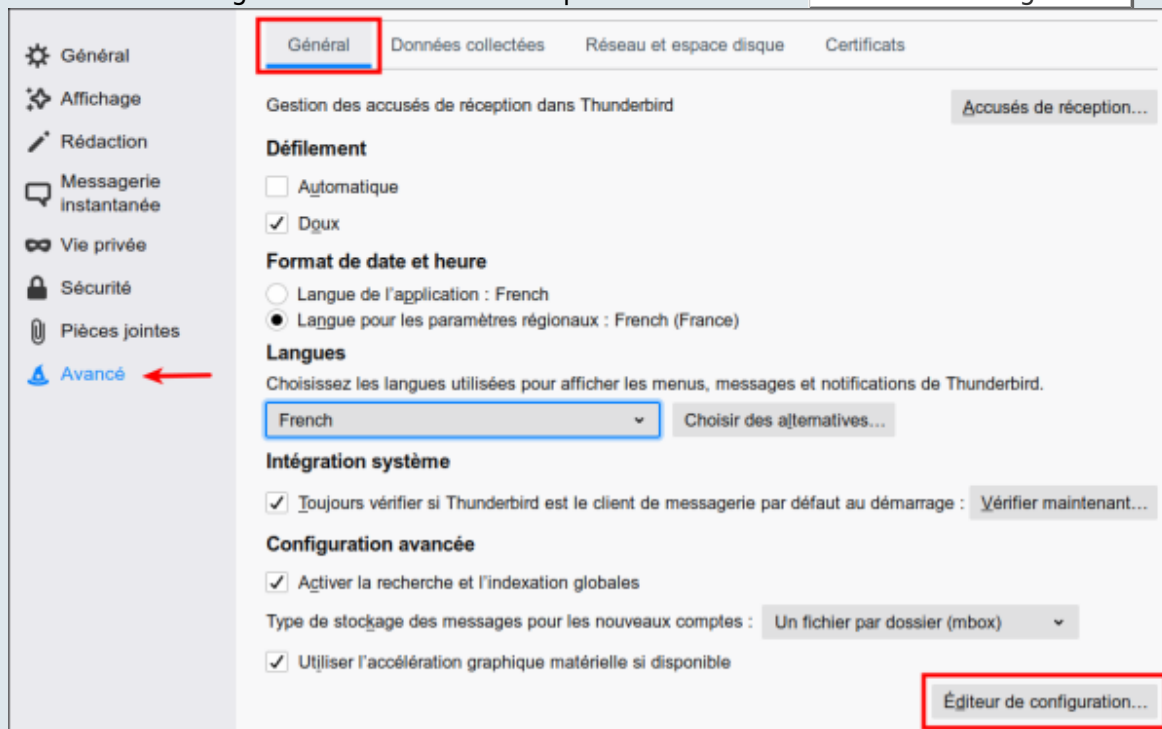 Général
Affichage
Rédaction
Messagerie
instantanée
Vie privée
Sécurité
Pièces jointes
Avancé
Général Données collectées Réseau et espace disque Certificats
Gestion des accusés de réception dans Thunderbird Accusés de réception...
Défilement
Automatique
Doux
Format de date et heure
Langue de l'application : French
Langue pour les paramètres régionaux : French (France)
Langues
Choisissez les langues utilisées pour afficher les menus, messages et notifications de Thunderbird.
French Choisir des alternatives...
Intégration système
Toujours vérifier si Thunderbird est le client de messagerie par défaut au démarrage : Vérifier maintenant...
Configuration avancée
Activer la recherche et l'indexation globales
Type de stockage des messages pour les nouveaux comptes : Un fichier par dossier (mbox)
Utiliser l'accélération graphique matérielle si disponible
Éditeur de configuration...